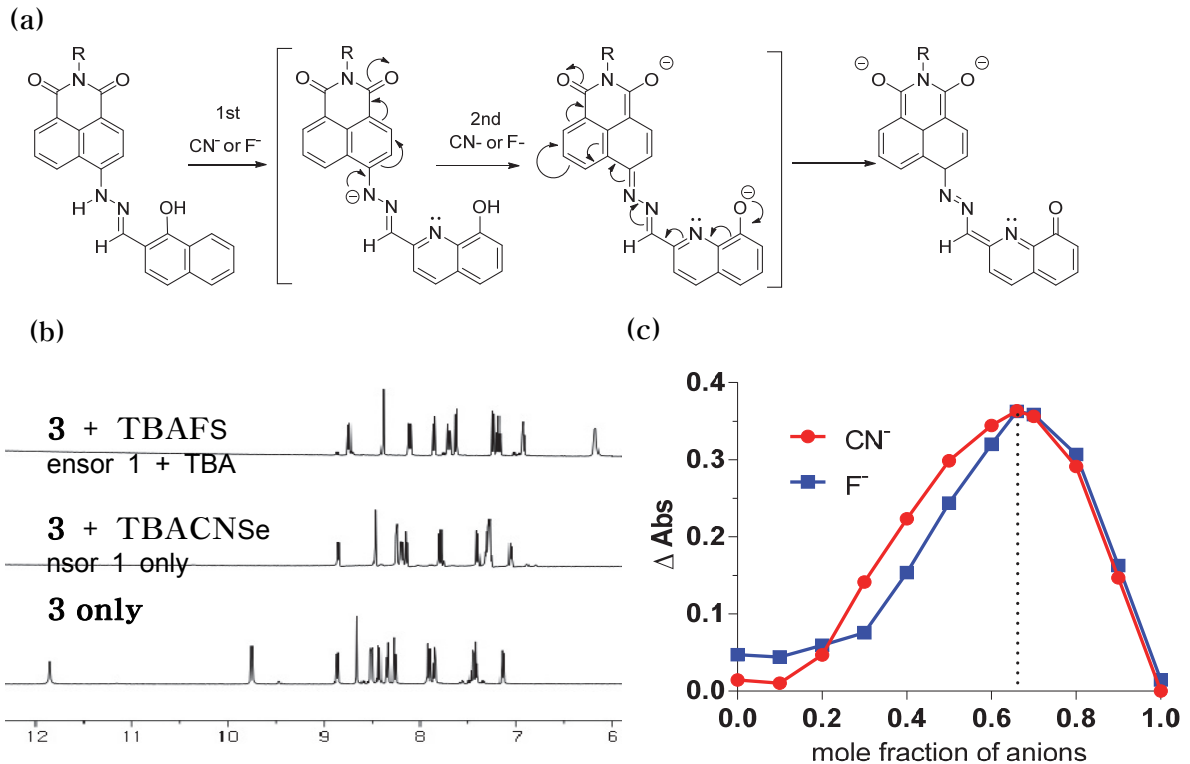 (a)
R
O N O
1st
CN⁻ or F⁻
H N N
OH
H
R
O N O
⊖ N N
H N OH
2nd
CN- or F-
R
O N O ⊖
N N
O ⊖
H N
R
⊖ O N O ⊖
N N
O
H N
(b)
3 + TBAFS
ensor 1 + TBA
3 + TBACNSe
nsor 1 only
3 only
12 11 10 9 8 7 6
(c)
0.4
0.3
0.2
0.1
0.0
Δ Abs
CN⁻
F⁻
0.0 0.2 0.4 0.6 0.8 1.0
mole fraction of anions